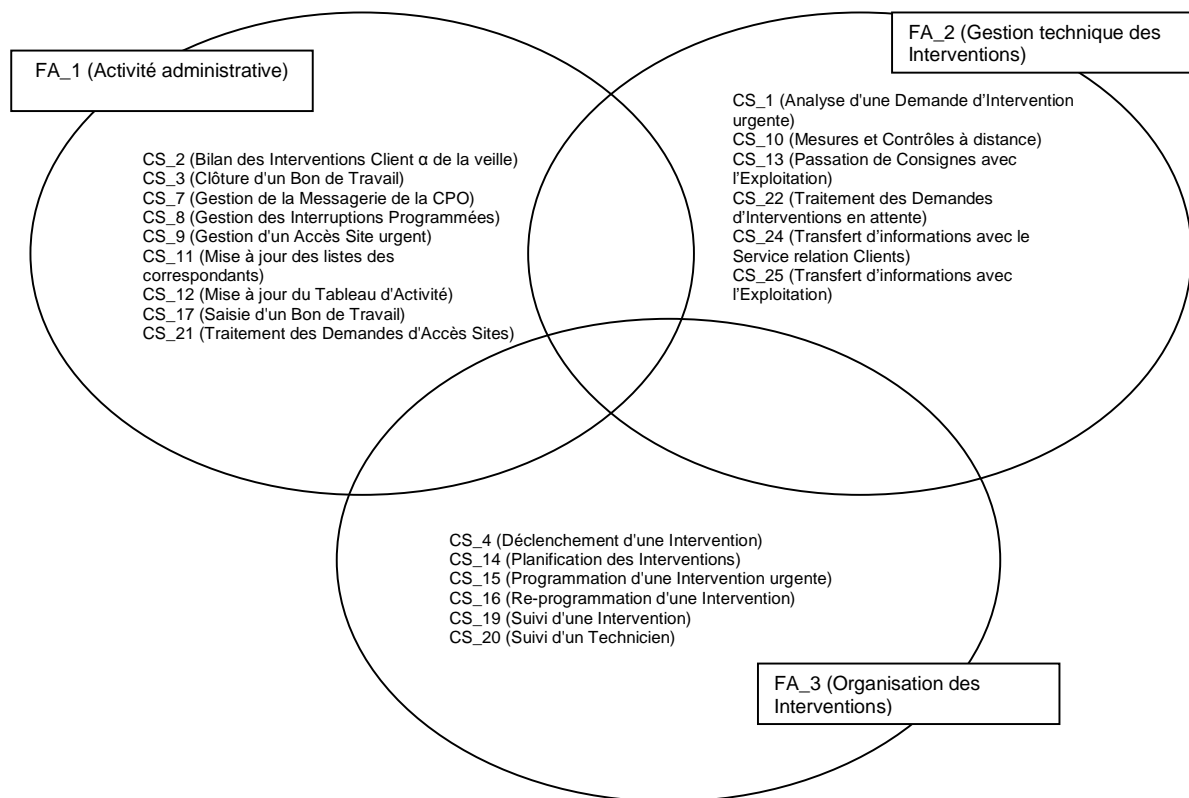 FA_1 (Activité administrative)
CS_2 (Bilan des Interventions Client α de la veille)
CS_3 (Clôture d'un Bon de Travail)
CS_7 (Gestion de la Messagerie de la CPO)
CS_8 (Gestion des Interruptions Programmées)
CS_9 (Gestion d'un Accès Site urgent)
CS_11 (Mise à jour des listes des
correspondants)
CS_12 (Mise à jour du Tableau d'Activité)
CS_17 (Saisie d'un Bon de Travail)
CS_21 (Traitement des Demandes d'Accès Sites)
FA_2 (Gestion technique des
Interventions)
CS_1 (Analyse d'une Demande d'Intervention
urgente)
CS_10 (Mesures et Contrôles à distance)
CS_13 (Passation de Consignes avec
l'Exploitation)
CS_22 (Traitement des Demandes
d'Interventions en attente)
CS_24 (Transfert d'informations avec le
Service relation Clients)
CS_25 (Transfert d'informations avec
l'Exploitation)
CS_4 (Déclenchement d'une Intervention)
CS_14 (Planification des Interventions)
CS_15 (Programmation d'une Intervention urgente)
CS_16 (Re-programmation d'une Intervention)
CS_19 (Suivi d'une Intervention)
CS_20 (Suivi d'un Technicien)
FA_3 (Organisation des
Interventions)